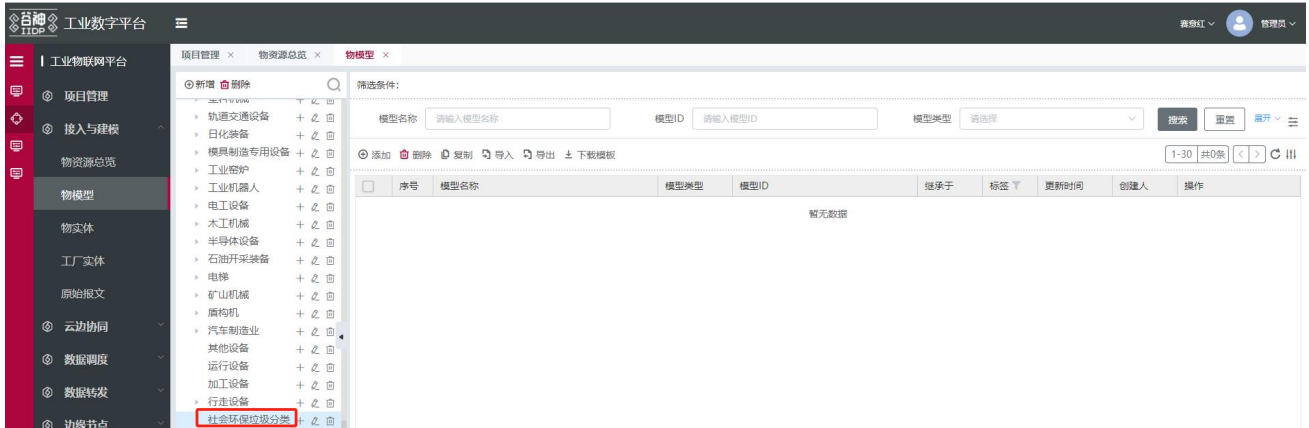 谷神 IIDP 工业数字平台
赛意红 管理员
工业物联网平台
项目管理
接入与建模
物资源总览
物模型
物实体
工厂实体
原始报文
云边协同
数据调度
数据转发
边缘节点
项目管理 × 物资源总览 × 物模型 ×
新增 删除
塑料机械
轨道交通设备
日化装备
模具制造专用设备
工业窑炉
工业机器人
电工设备
木工机械
半导体设备
石油开采装备
电梯
矿山机械
盾构机
汽车制造业
其他设备
运行设备
加工设备
行走设备
社会环保垃圾分类
筛选条件:
模型名称 请输入模型名称 模型ID 请输入模型ID 模型类型 请选择 搜索 重置 展开
添加 删除 复制 导入 导出 下载模板 1-30 共0条
序号 模型名称 模型类型 模型ID 继承于 标签 更新时间 创建人 操作
暂无数据